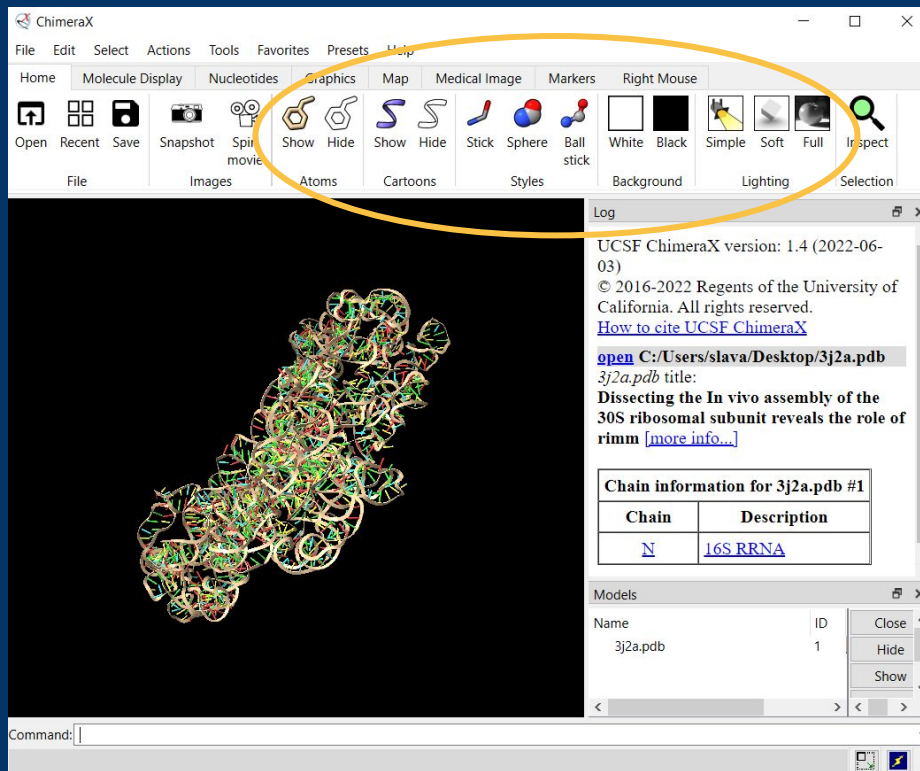 ChimeraX
File Edit Select Actions Tools Favorites Presets Help
Home Molecule Display Nucleotides Graphics Map Medical Image Markers Right Mouse
Open Recent Save Snapshot Spin movie Show Hide Show Hide Stick Sphere Ball stick White Black Simple Soft Full Inspect
File Images Atoms Cartoons Styles Background Lighting Selection
Log
UCSF ChimeraX version: 1.4 (2022-06-
03)
© 2016-2022 Regents of the University of
California. All rights reserved.
How to cite UCSF ChimeraX
open C:/Users/slava/Desktop/3j2a.pdb
3j2a.pdb title:
Dissecting the In vivo assembly of the
30S ribosomal subunit reveals the role of
rimm [more info...]
Chain information for 3j2a.pdb #1
Chain Description
N 16S RRNA
Models
Name ID Close
3j2a.pdb 1 Hide
Show
Command: